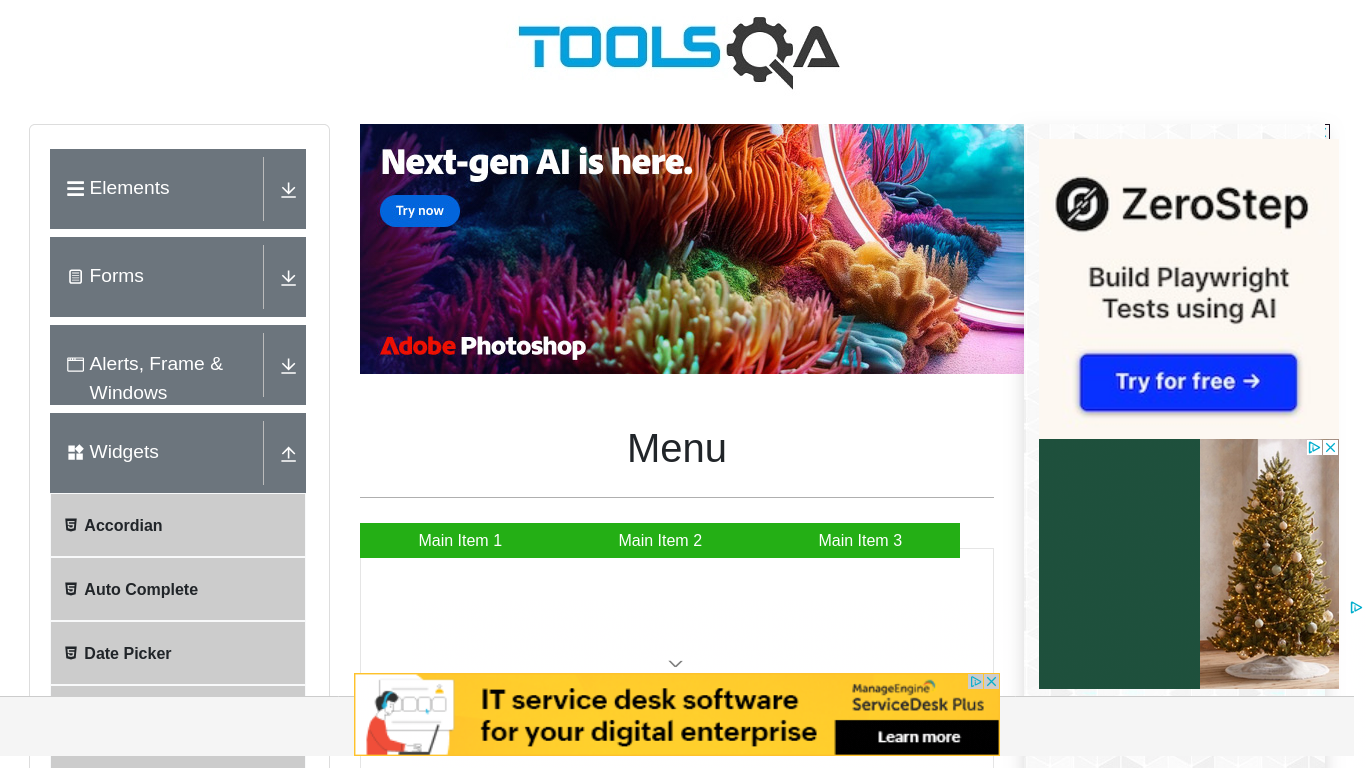 TOOLSQA
Elements
Forms
Alerts, Frame &
Windows
Widgets
Accordian
Auto Complete
Date Picker
Next-gen AI is here.
Try now
Adobe Photoshop
Menu
Main Item 1
Main Item 2
Main Item 3
ZeroStep
Build Playwright
Tests using AI
Try for free →
IT service desk software
for your digital enterprise
ManageEngine
ServiceDesk Plus
Learn more